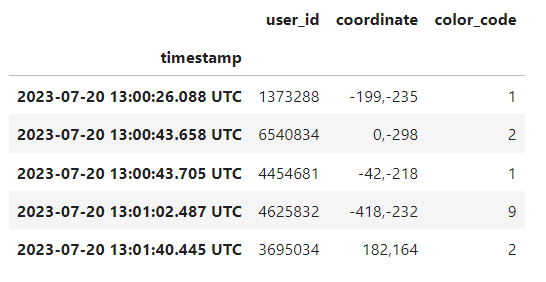 user_id coordinate color_code
timestamp
2023-07-20 13:00:26.088 UTC 1373288 -199,-235 1
2023-07-20 13:00:43.658 UTC 6540834 0,-298 2
2023-07-20 13:00:43.705 UTC 4454681 -42,-218 1
2023-07-20 13:01:02.487 UTC 4625832 -418,-232 9
2023-07-20 13:01:40.445 UTC 3695034 182,164 2